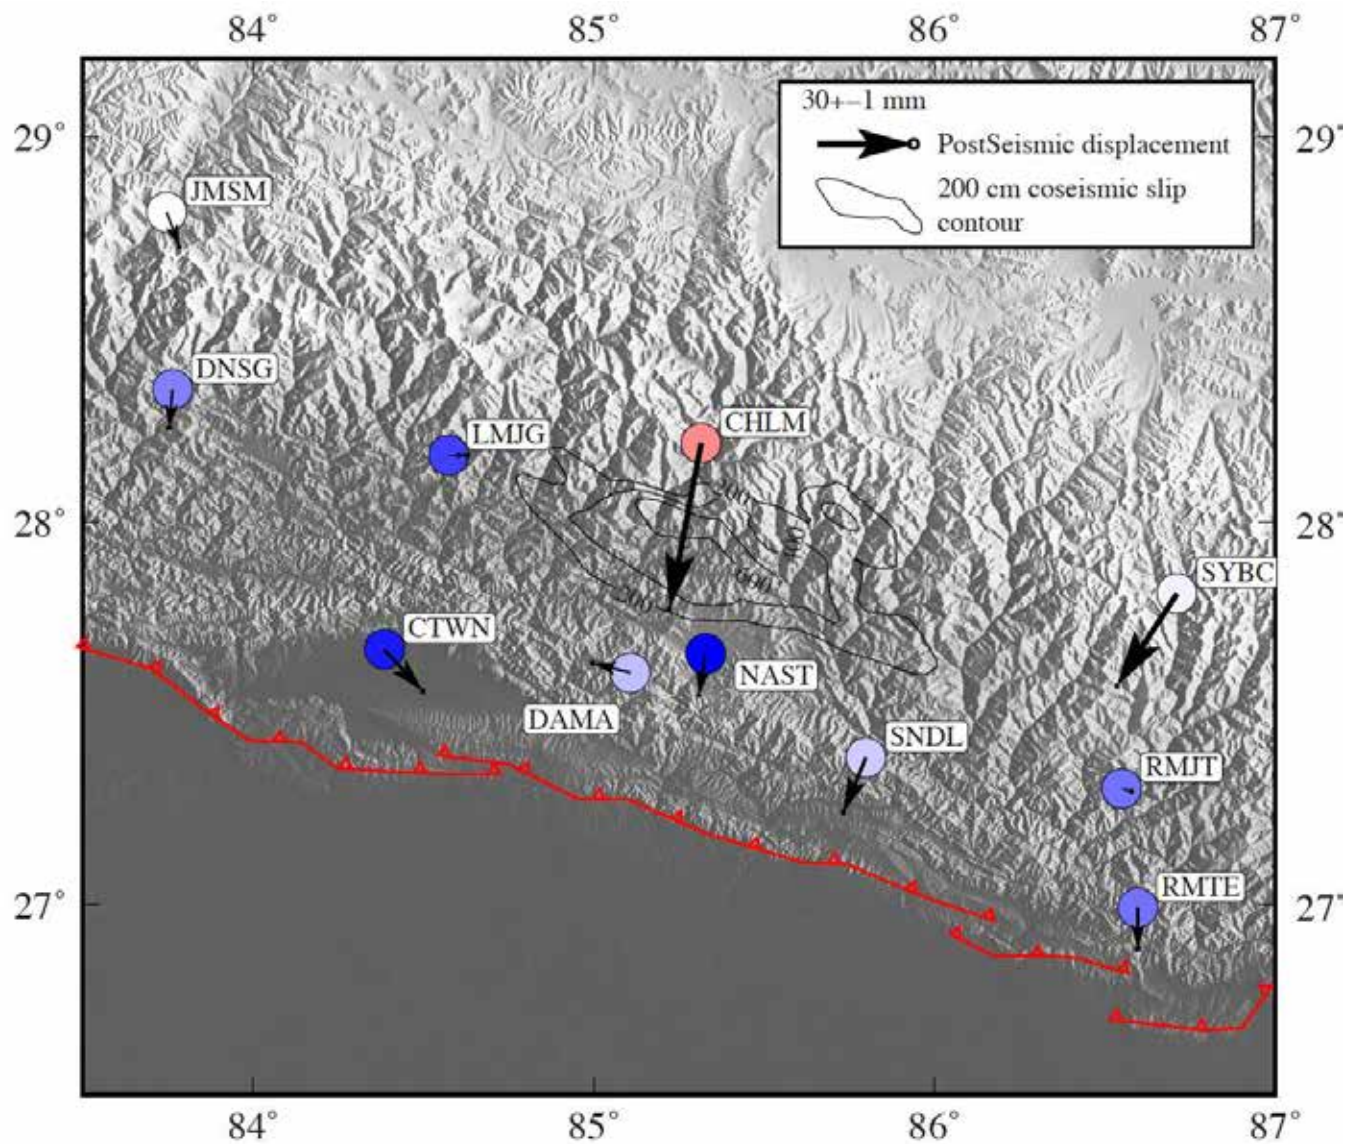 84° 85° 86° 87°
30+−1 mm
29° PostSeismic displacement 29°
200 cm coseismic slip
contour
JMSM
DNSG
LMJG CHLM
200
28° 28°
600
200
SYBC
CTWN
NAST
DAMA
SNDL
RMJT
RMTE
27° 27°
84° 85° 86° 87°